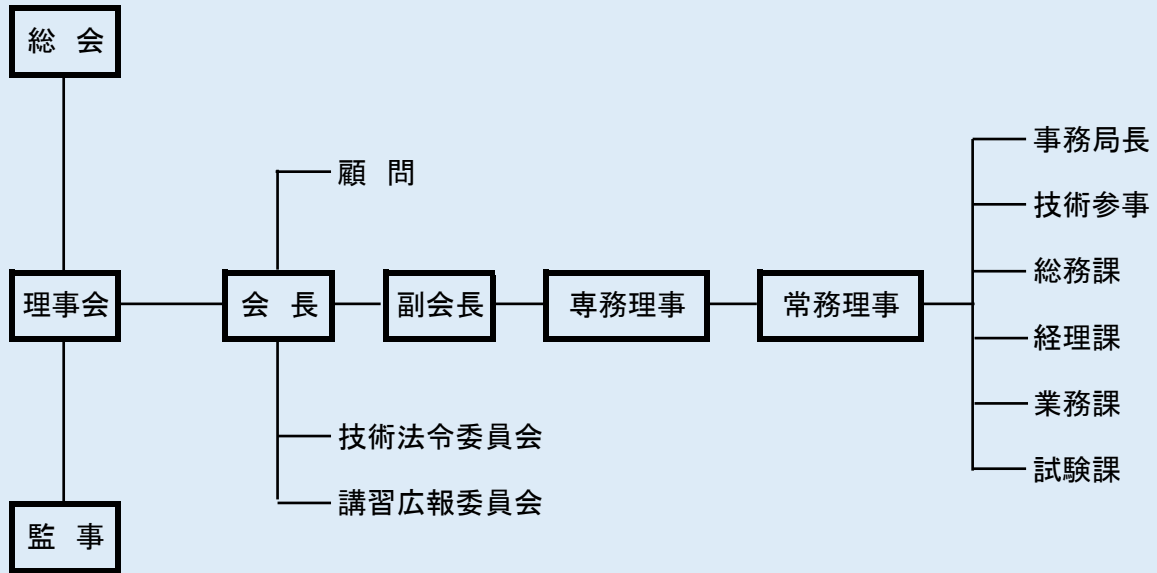 総 会
顧 問
理事会
会 長
副会長
専務理事
常務理事
事務局長
技術参事
総務課
経理課
業務課
試験課
技術法令委員会
講習広報委員会
監 事